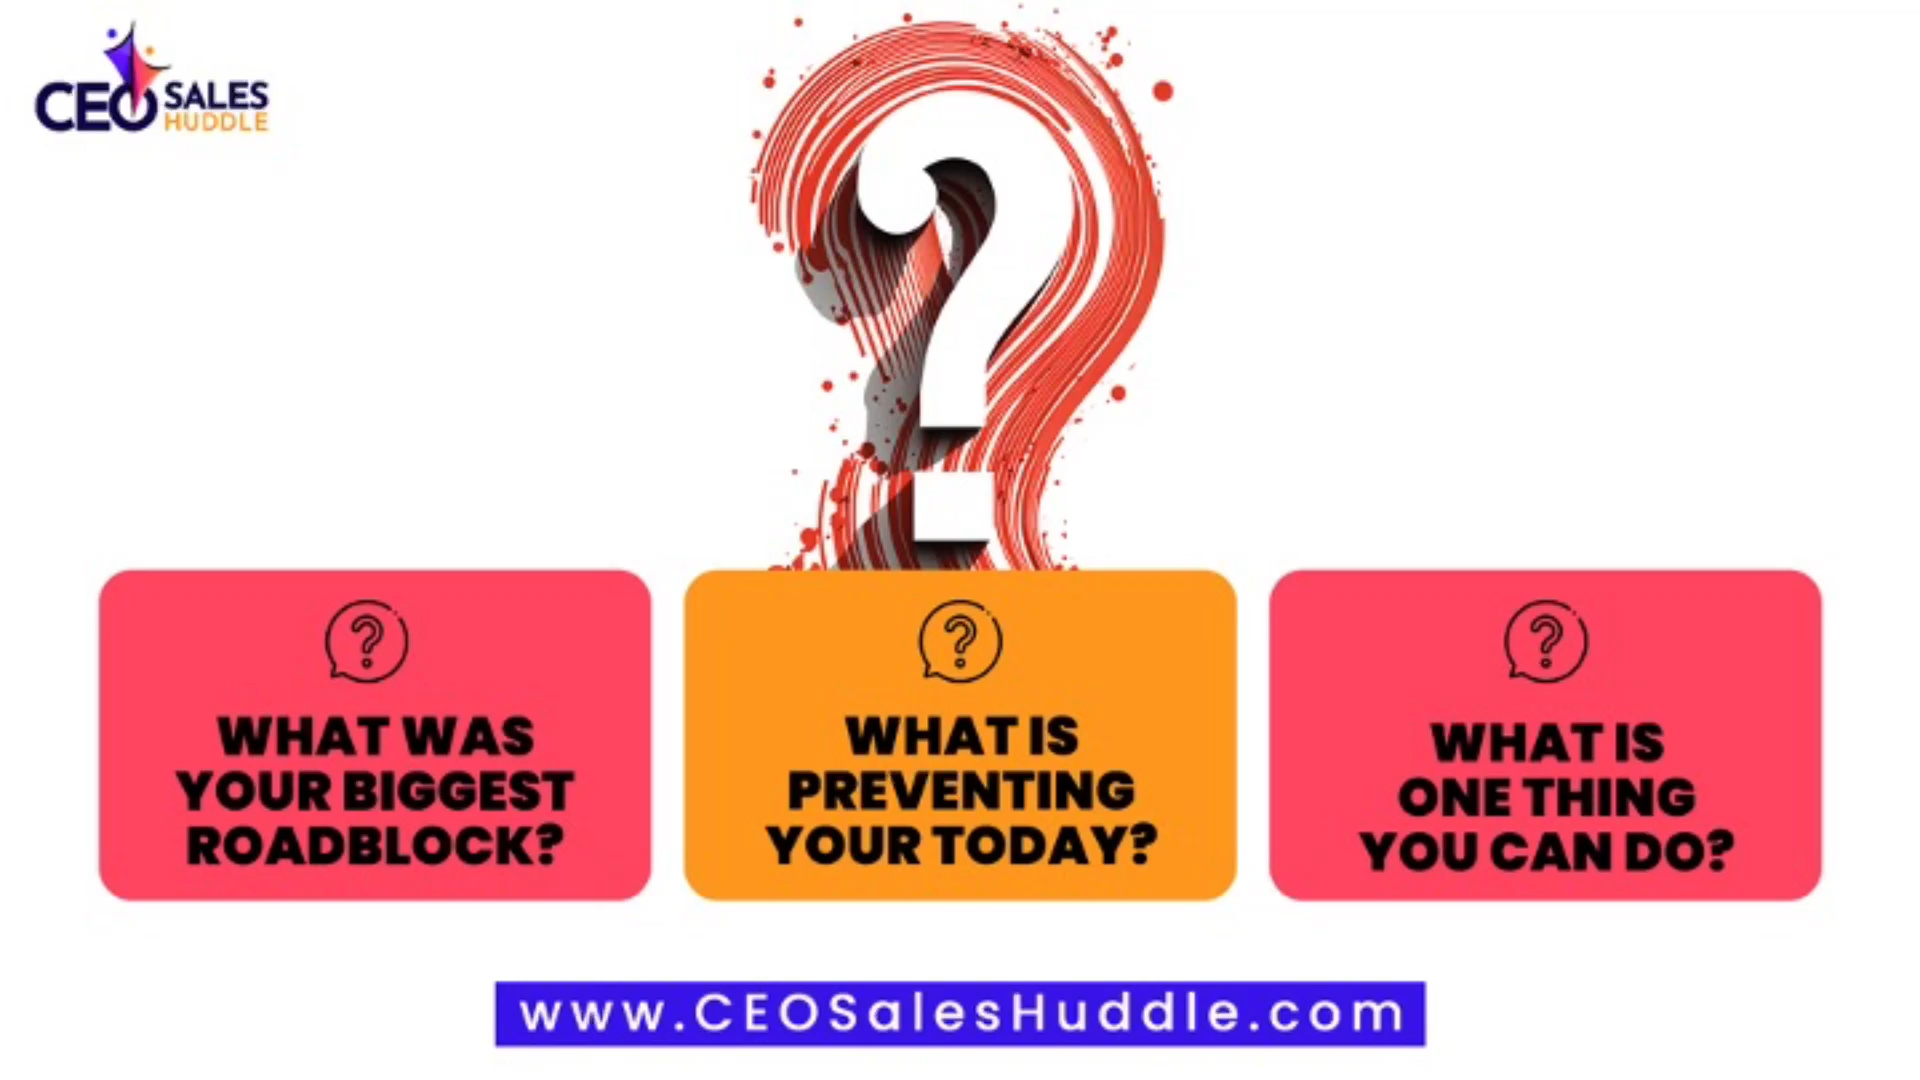 CEO SALES
HUDDLE
WHAT WAS
YOUR BIGGEST
ROADBLOCK?
WHAT IS
PREVENTING
YOUR TODAY?
WHAT IS
ONE THING
YOU CAN DO?
www.CEOSalesHuddle.com